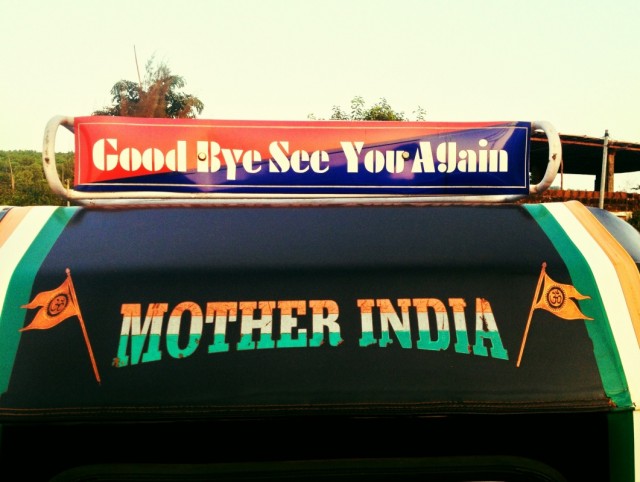 Good Bye See You Again
MOTHER INDIA